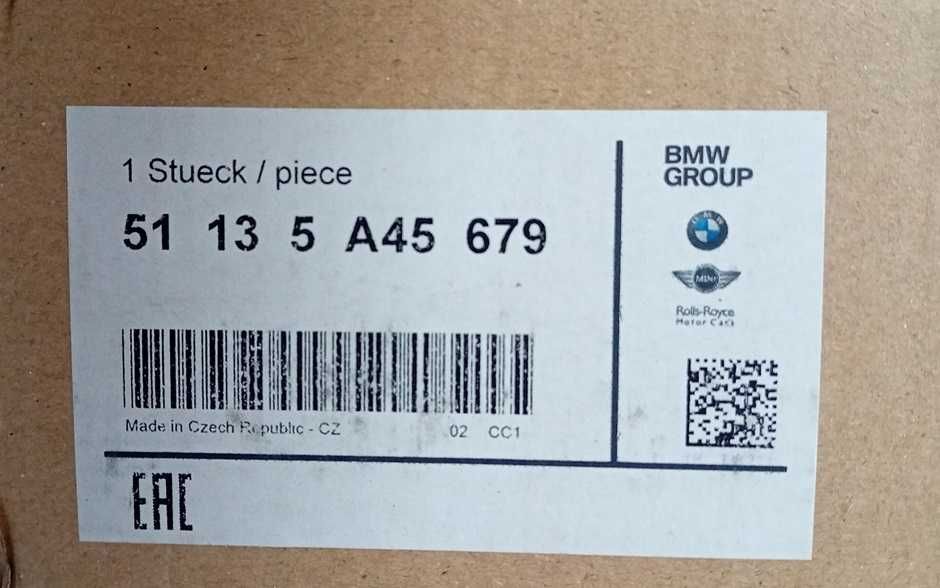 1 Stueck / piece
51 13 5 A45 679
Made in Czech Republic - CZ 02 CC1
EAC
BMW
GROUP
BMW
MINI
Rolls-Royce
Motor Cars